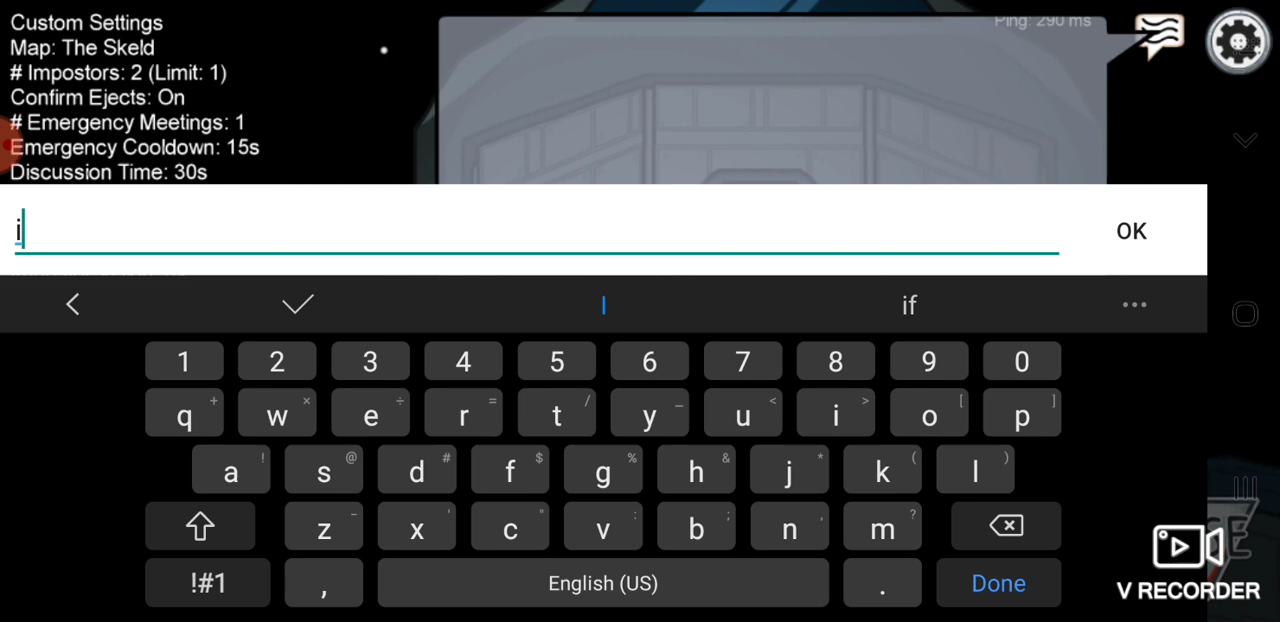 Custom Settings
Map: The Skeld
# Impostors: 2 (Limit: 1)
Confirm Ejects: On
# Emergency Meetings: 1
Emergency Cooldown: 15s
Discussion Time: 30s
Ping: 290 ms
i
OK
I if
1 2 3 4 5 6 7 8 9 0
q + w × e ÷ r = t / y _ u < i > o [ p ]
a ! s @ d # f $ g % h & j * k ( l )
z - x ' c " v : b ; n , m ?
!#1 , English (US) . Done
V RECORDER